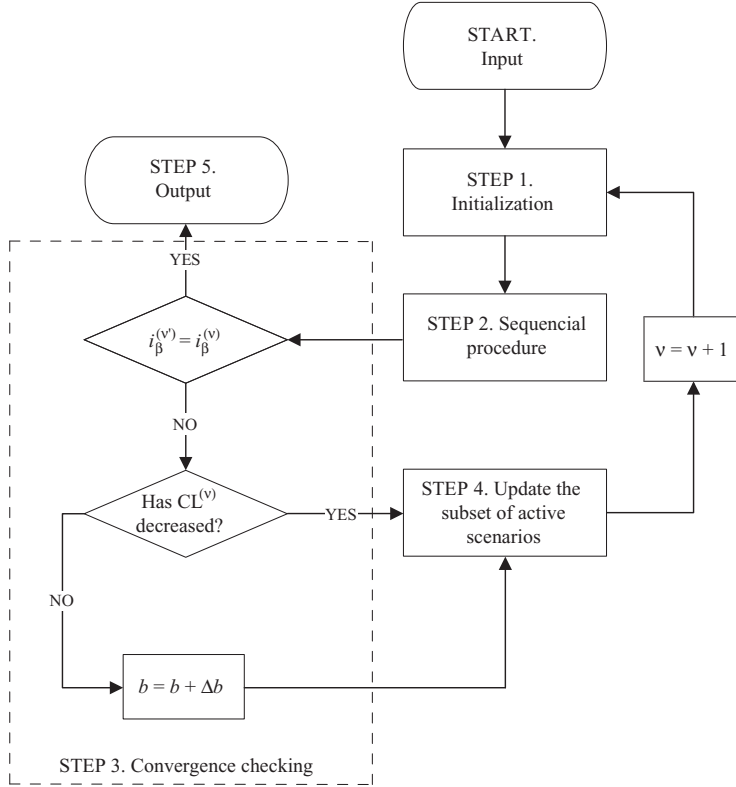 START.
Input
STEP 1.
Initialization
STEP 2. Sequencial
procedure
STEP 5.
Output
YES
i_β^(ν') = i_β^(ν)
NO
Has CL^(ν)
decreased?
YES
STEP 4. Update the
subset of active
scenarios
ν = ν + 1
NO
b = b + Δb
STEP 3. Convergence checking